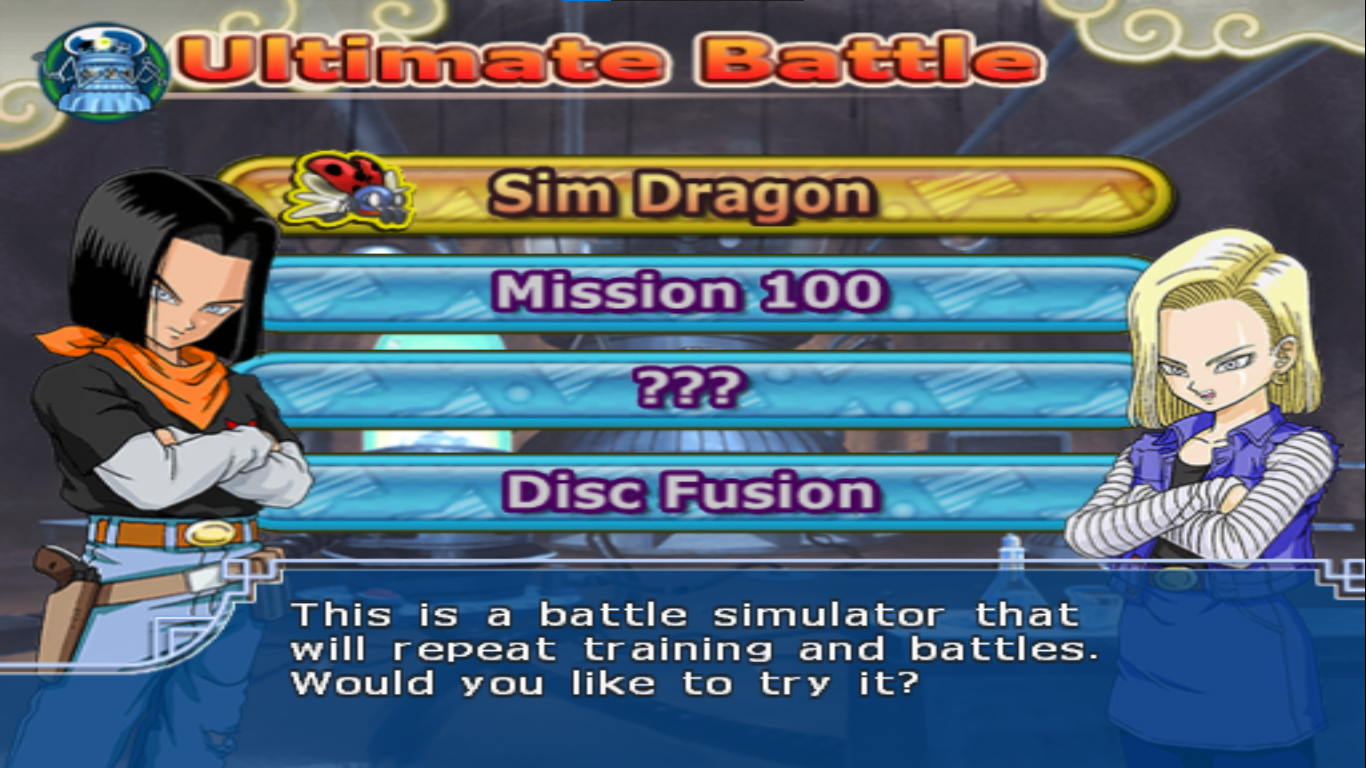 Ultimate Battle
Sim Dragon
Mission 100
???
Disc Fusion
This is a battle simulator that
will repeat training and battles.
Would you like to try it?